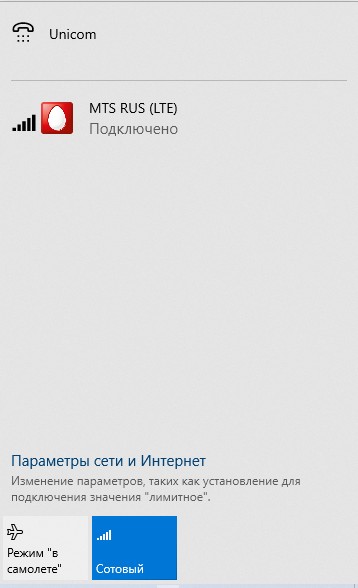 Unicom
MTS RUS (LTE)
Подключено
Параметры сети и Интернет
Изменение параметров, таких как установление для
подключения значения "лимитное".
Режим "в
самолете"
Сотовый